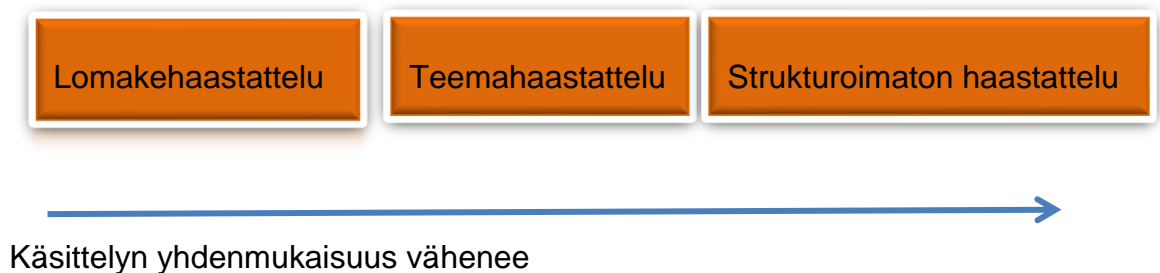 Lomakehaastattelu
Teemahaastattelu
Strukturoimaton haastattelu
Käsittelyn yhdenmukaisuus vähenee